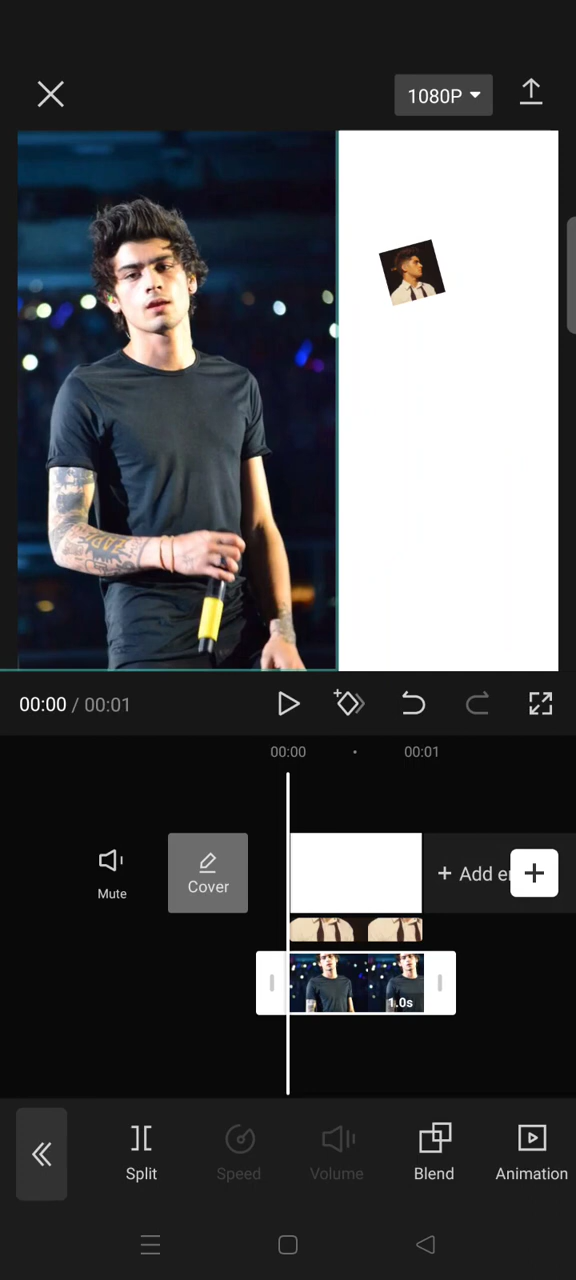 1080P
00:00 / 00:01
00:00
00:01
Mute
Cover
+ Add
1.0s
Split
Speed
Volume
Blend
Animation